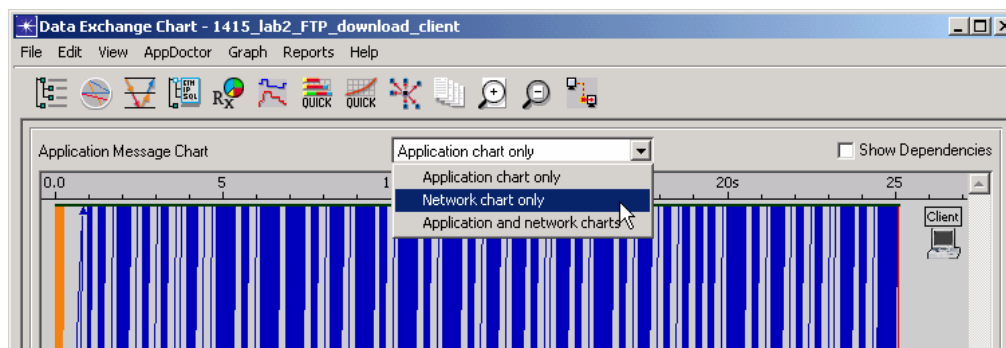 Data Exchange Chart - 1415_lab2_FTP_download_client
File Edit View AppDoctor Graph Reports Help
QUICK QUICK
Application Message Chart Application chart only Show Dependencies
Application chart only
0.0 5 1 20s 25
Network chart only
Application and network charts
Client